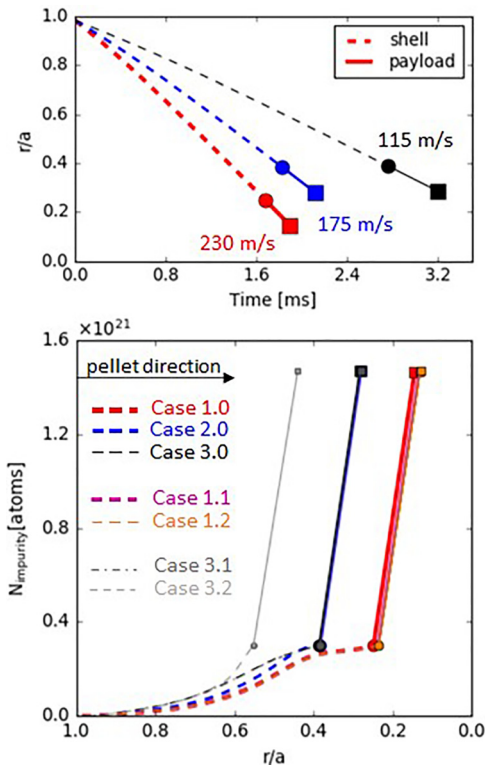 1.0
0.8
0.6
0.4
0.2
0.0
r/a
shell
payload
115 m/s
175 m/s
230 m/s
0.0 0.8 1.6 2.4 3.2
Time [ms]
×10²¹
1.6
1.2
0.8
0.4
0.0
N_impurity[atoms]
pellet direction
Case 1.0
Case 2.0
Case 3.0
Case 1.1
Case 1.2
Case 3.1
Case 3.2
1.0 0.8 0.6 0.4 0.2 0.0
r/a